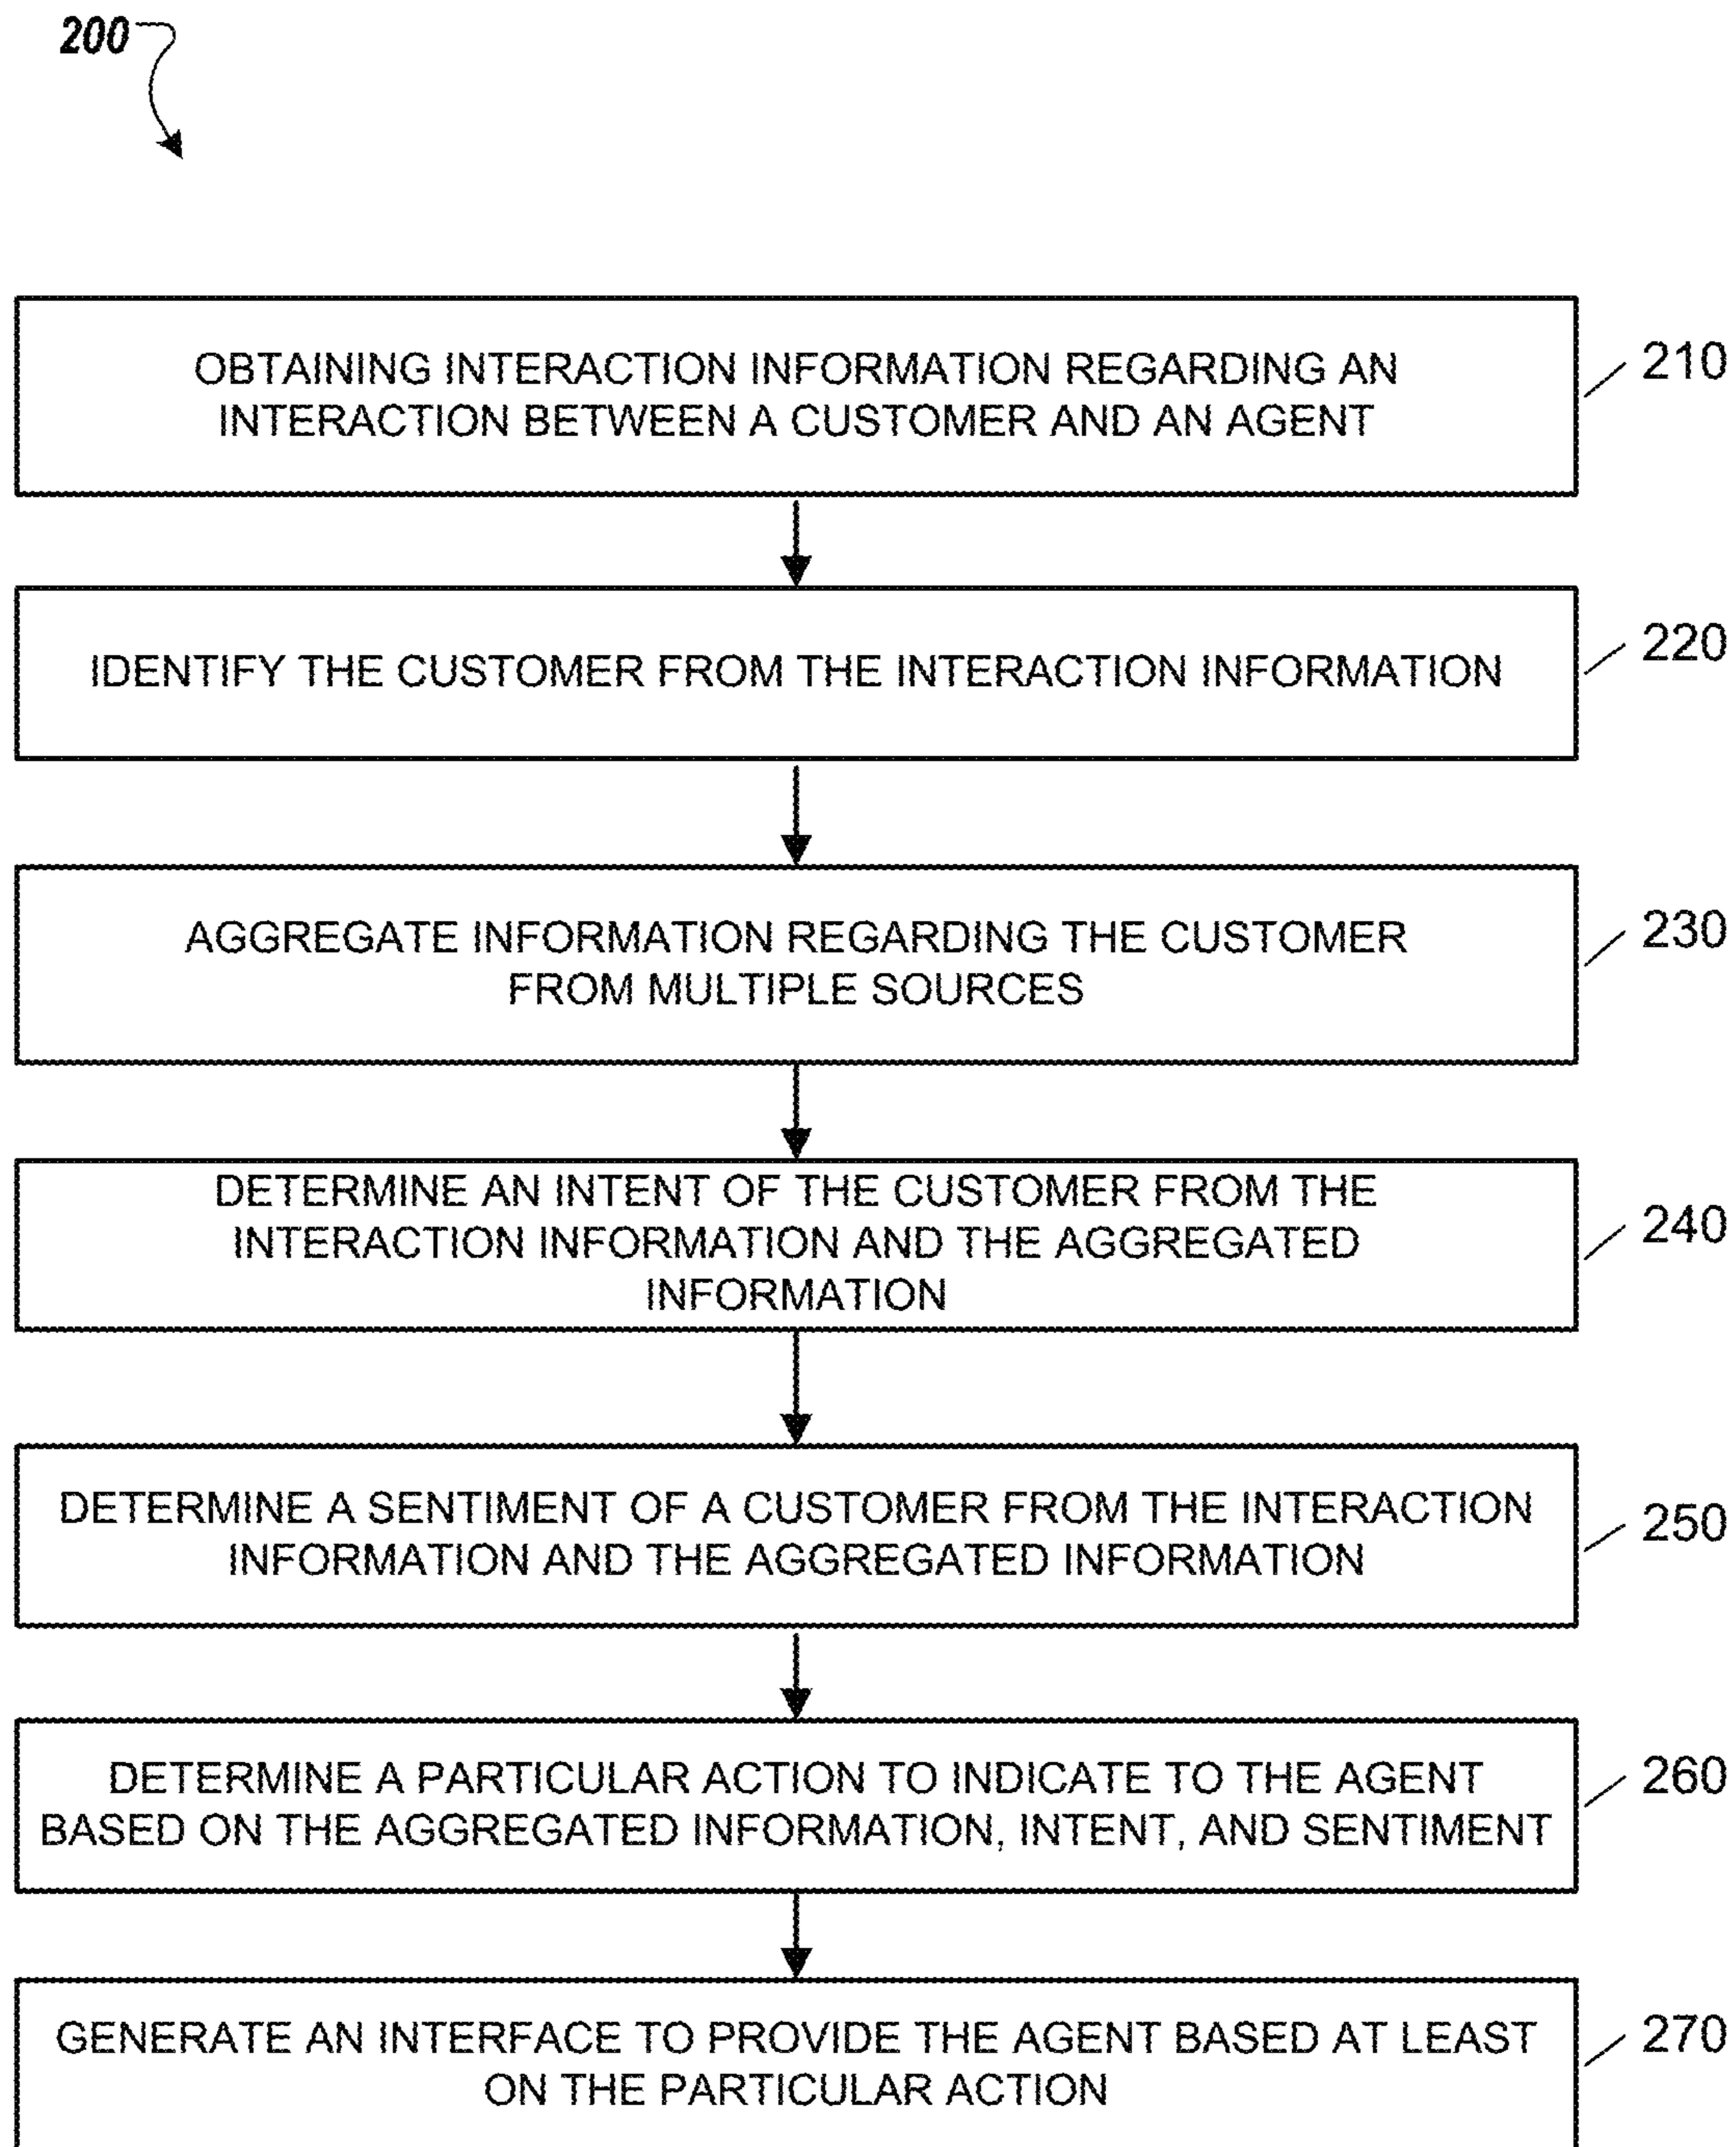 200
OBTAINING INTERACTION INFORMATION REGARDING AN
INTERACTION BETWEEN A CUSTOMER AND AN AGENT
210
IDENTIFY THE CUSTOMER FROM THE INTERACTION INFORMATION
220
AGGREGATE INFORMATION REGARDING THE CUSTOMER
FROM MULTIPLE SOURCES
230
DETERMINE AN INTENT OF THE CUSTOMER FROM THE
INTERACTION INFORMATION AND THE AGGREGATED
INFORMATION
240
DETERMINE A SENTIMENT OF A CUSTOMER FROM THE INTERACTION
INFORMATION AND THE AGGREGATED INFORMATION
250
DETERMINE A PARTICULAR ACTION TO INDICATE TO THE AGENT
BASED ON THE AGGREGATED INFORMATION, INTENT, AND SENTIMENT
260
GENERATE AN INTERFACE TO PROVIDE THE AGENT BASED AT LEAST
ON THE PARTICULAR ACTION
270